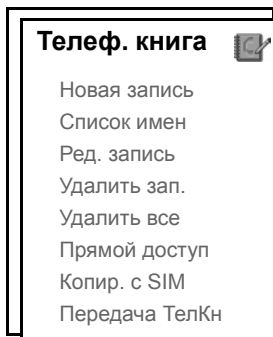 Телеф. книга
Новая запись
Список имен
Ред. запись
Удалить зап.
Удалить все
Прямой доступ
Копир. с SIM
Передача ТелКн